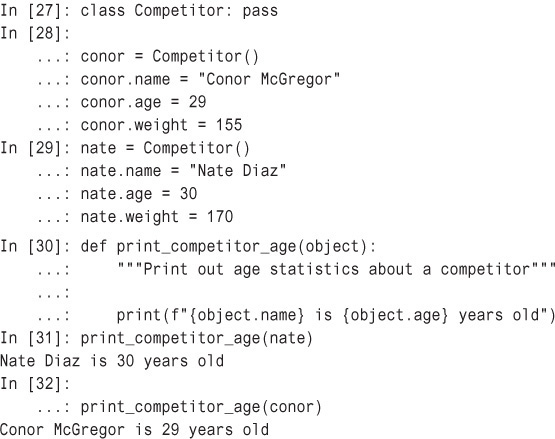 In [27]: class Competitor: pass
In [28]:
    ...: conor = Competitor()
    ...: conor.name = "Conor McGregor"
    ...: conor.age = 29
    ...: conor.weight = 155
In [29]: nate = Competitor()
    ...: nate.name = "Nate Diaz"
    ...: nate.age = 30
    ...: nate.weight = 170
In [30]: def print_competitor_age(object):
    ...:     """Print out age statistics about a competitor"""
    ...:
    ...:     print(f"{object.name} is {object.age} years old")
In [31]: print_competitor_age(nate)
Nate Diaz is 30 years old
In [32]:
    ...: print_competitor_age(conor)
Conor McGregor is 29 years old